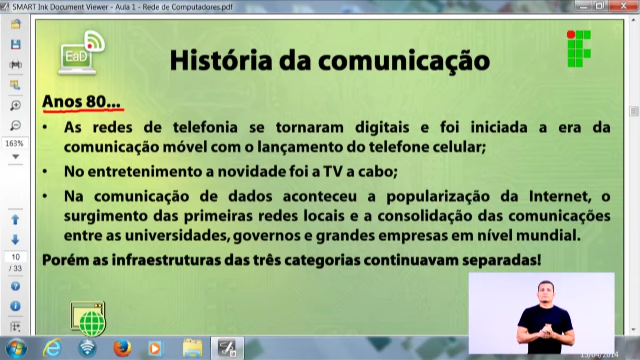 SMART Ink Document Viewer - Aula 1 - Rede de Computadores.pdf
EaD
História da comunicação
Anos 80...
• As redes de telefonia se tornaram digitais e foi iniciada a era da
comunicação móvel com o lançamento do telefone celular;
• No entretenimento a novidade foi a TV a cabo;
• Na comunicação de dados aconteceu a popularização da Internet, o
surgimento das primeiras redes locais e a consolidação das comunicações
entre as universidades, governos e grandes empresas em nível mundial.
Porém as infraestruturas das três categorias continuavam separadas!
163%
10
/ 33